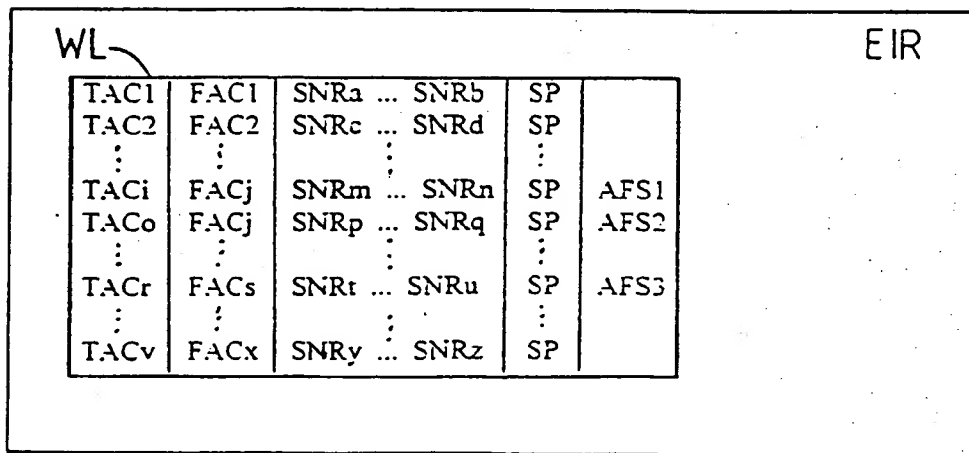 WL EIR
TAC1 FAC1 SNRa ... SNRb SP
TAC2 FAC2 SNRc ... SNRd SP
TACi FACj SNRm ... SNRn SP AFS1
TACo FACj SNRp ... SNRq SP AFS2
TACr FACs SNRt ... SNRu SP AFS3
TACv FACx SNRy ... SNRz SP